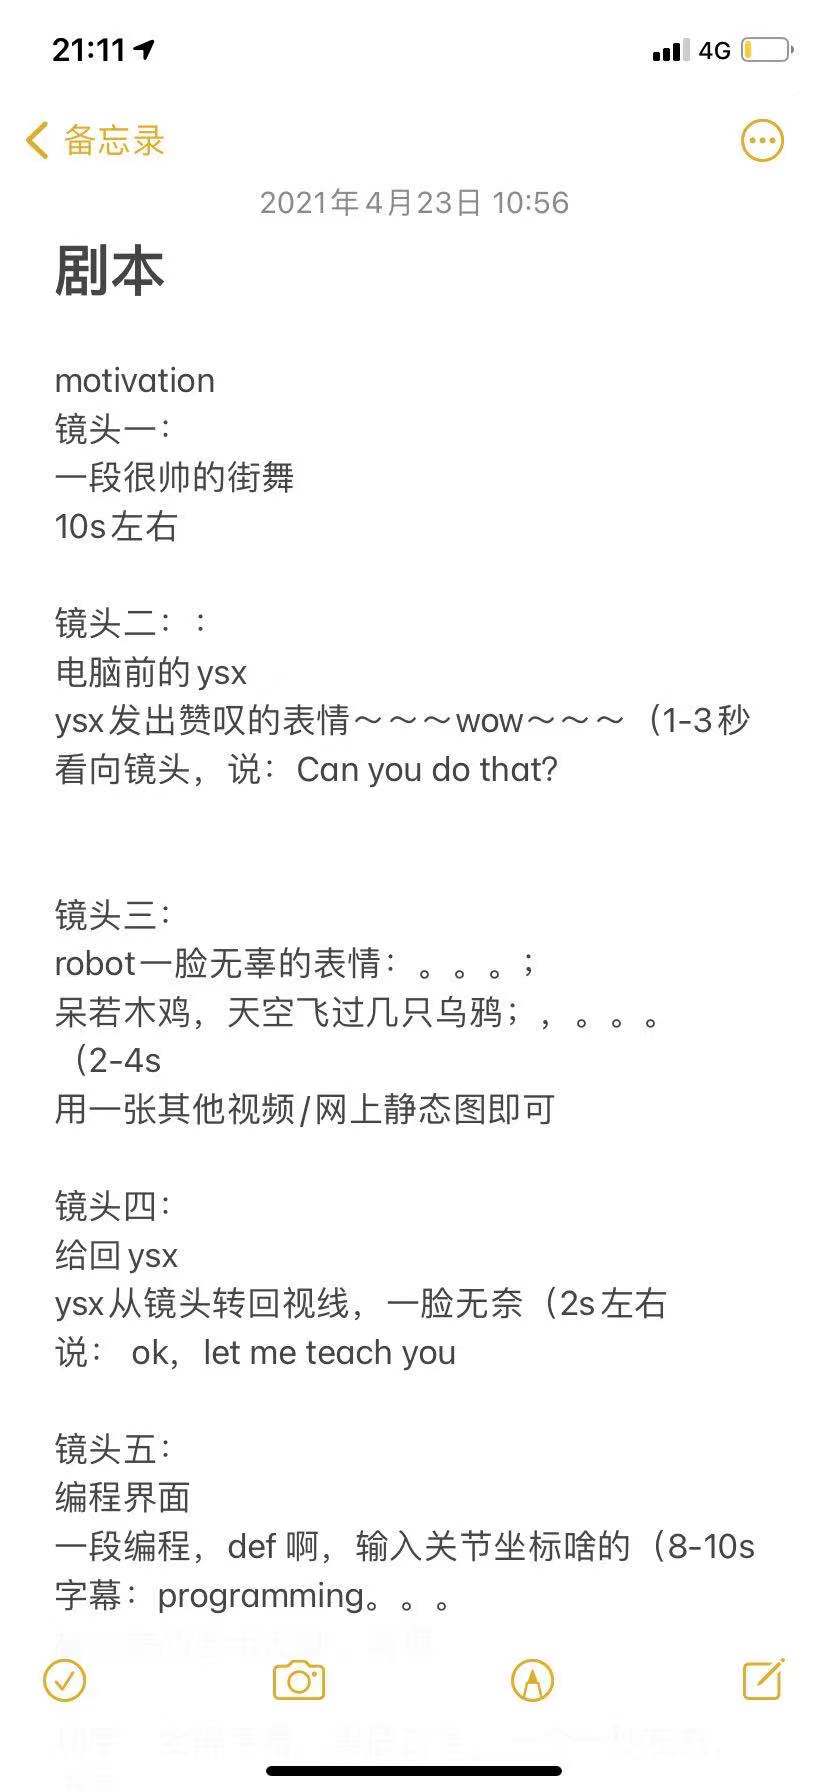 21:11
4G
备忘录
2021年4月23日 10:56
剧本
motivation
镜头一：
一段很帅的街舞
10s左右
镜头二：：
电脑前的ysx
ysx发出赞叹的表情～～～wow～～～（1-3秒
看向镜头，说：Can you do that?
镜头三：
robot一脸无辜的表情：。。。；
呆若木鸡，天空飞过几只乌鸦；，。。。
（2-4s
用一张其他视频/网上静态图即可
镜头四：
给回ysx
ysx从镜头转回视线，一脸无奈（2s左右
说： ok，let me teach you
镜头五：
编程界面
一段编程，def 啊，输入关节坐标啥的（8-10s
字幕：programming。。。